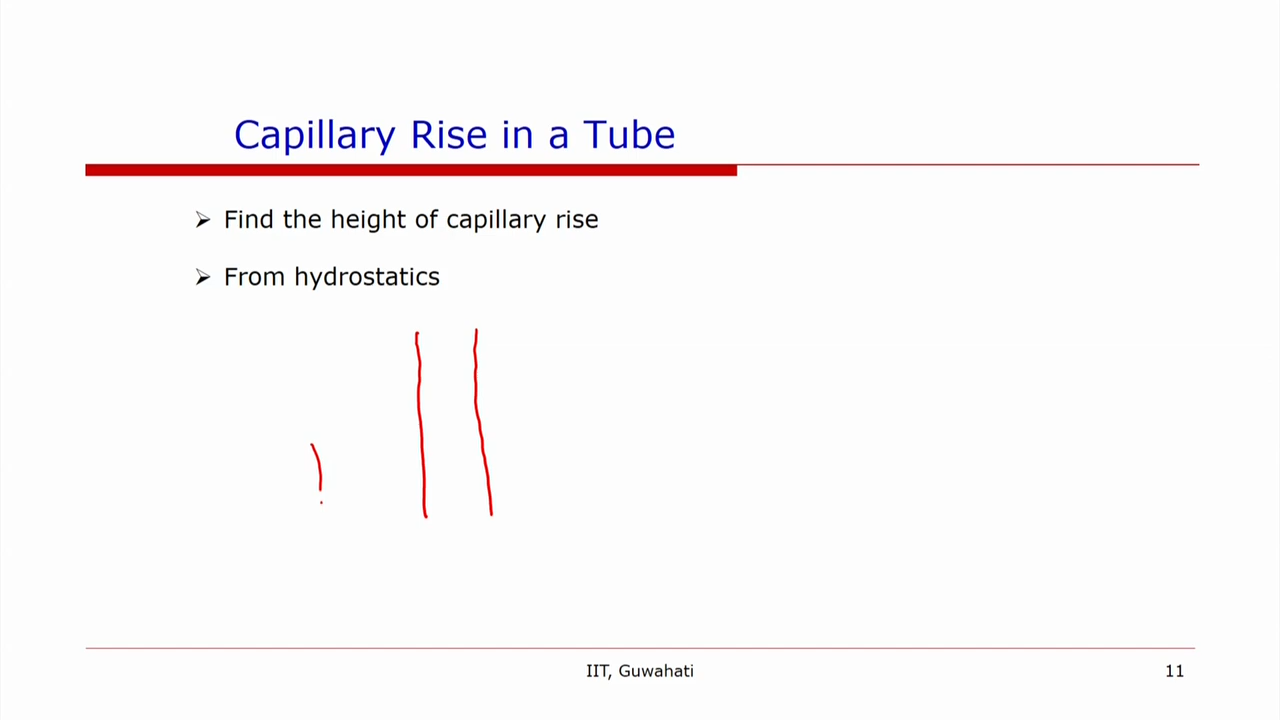 Capillary Rise in a Tube
Find the height of capillary rise
From hydrostatics
IIT, Guwahati
11